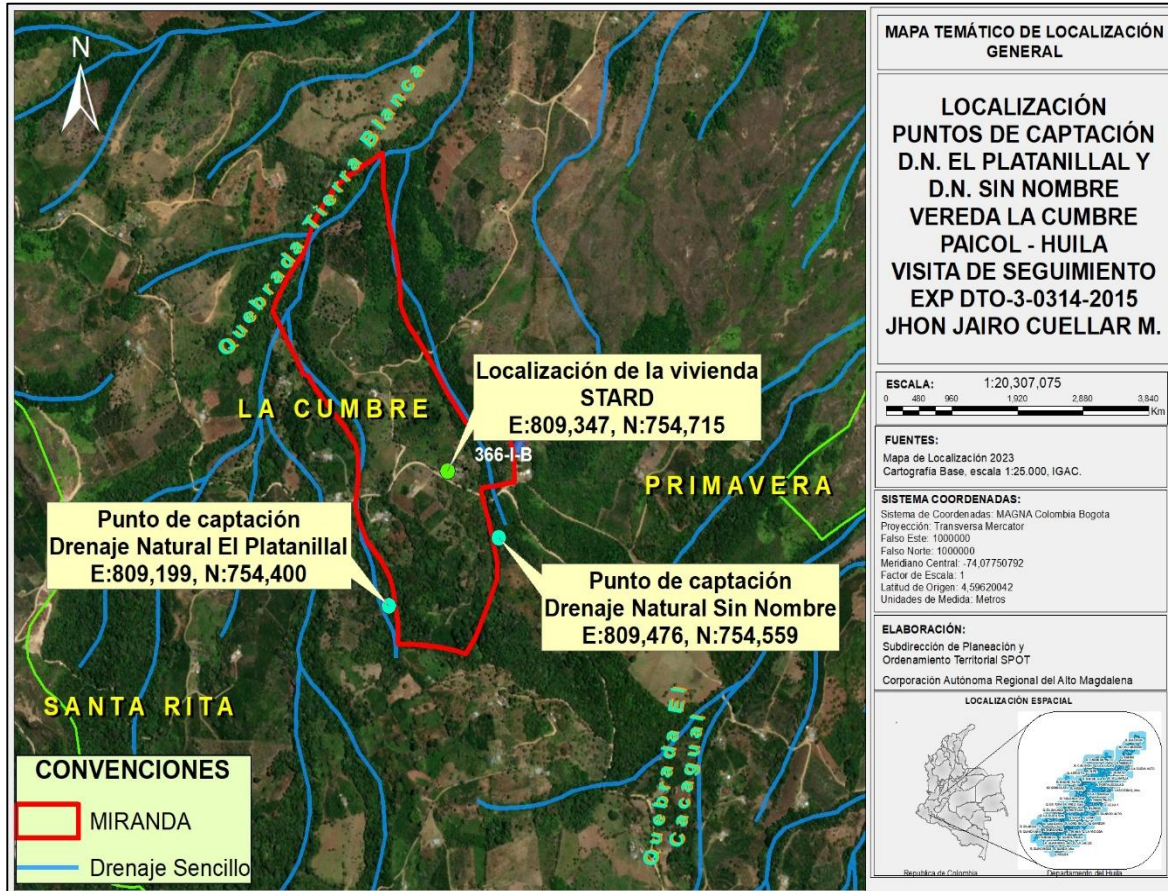 N
Quebrada Tierra Blanca
Localización de la vivienda
STARD
E:809,347, N:754,715
LA CUMBRE
366-I-B
PRIMAVERA
Punto de captación
Drenaje Natural El Platanillal
E:809,199, N:754,400
Punto de captación
Drenaje Natural Sin Nombre
E:809,476, N:754,559
SANTA RITA
Quebrada El
Cacagual
CONVENCIONES
MIRANDA
Drenaje Sencillo
MAPA TEMÁTICO DE LOCALIZACIÓN
GENERAL
LOCALIZACIÓN
PUNTOS DE CAPTACIÓN
D.N. EL PLATANILLAL Y
D.N. SIN NOMBRE
VEREDA LA CUMBRE
PAICOL - HUILA
VISITA DE SEGUIMIENTO
EXP DTO-3-0314-2015
JHON JAIRO CUELLAR M.
ESCALA: 1:20,307,075
0 480 960 1,920 2,880 3,840
Km
FUENTES:
Mapa de Localización 2023
Cartografía Base, escala 1:25.000, IGAC.
SISTEMA COORDENADAS:
Sistema de Coordenadas: MAGNA Colombia Bogota
Proyección: Transversa Mercator
Falso Este: 1000000
Falso Norte: 1000000
Meridiano Central: -74,07750792
Factor de Escala: 1
Latitud de Origen: 4,59620042
Unidades de Medida: Metros
ELABORACIÓN:
Subdirección de Planeación y
Ordenamiento Territorial SPOT
Corporación Autónoma Regional del Alto Magdalena
LOCALIZACIÓN ESPACIAL
Republica de Colombia
Departamento del Huila